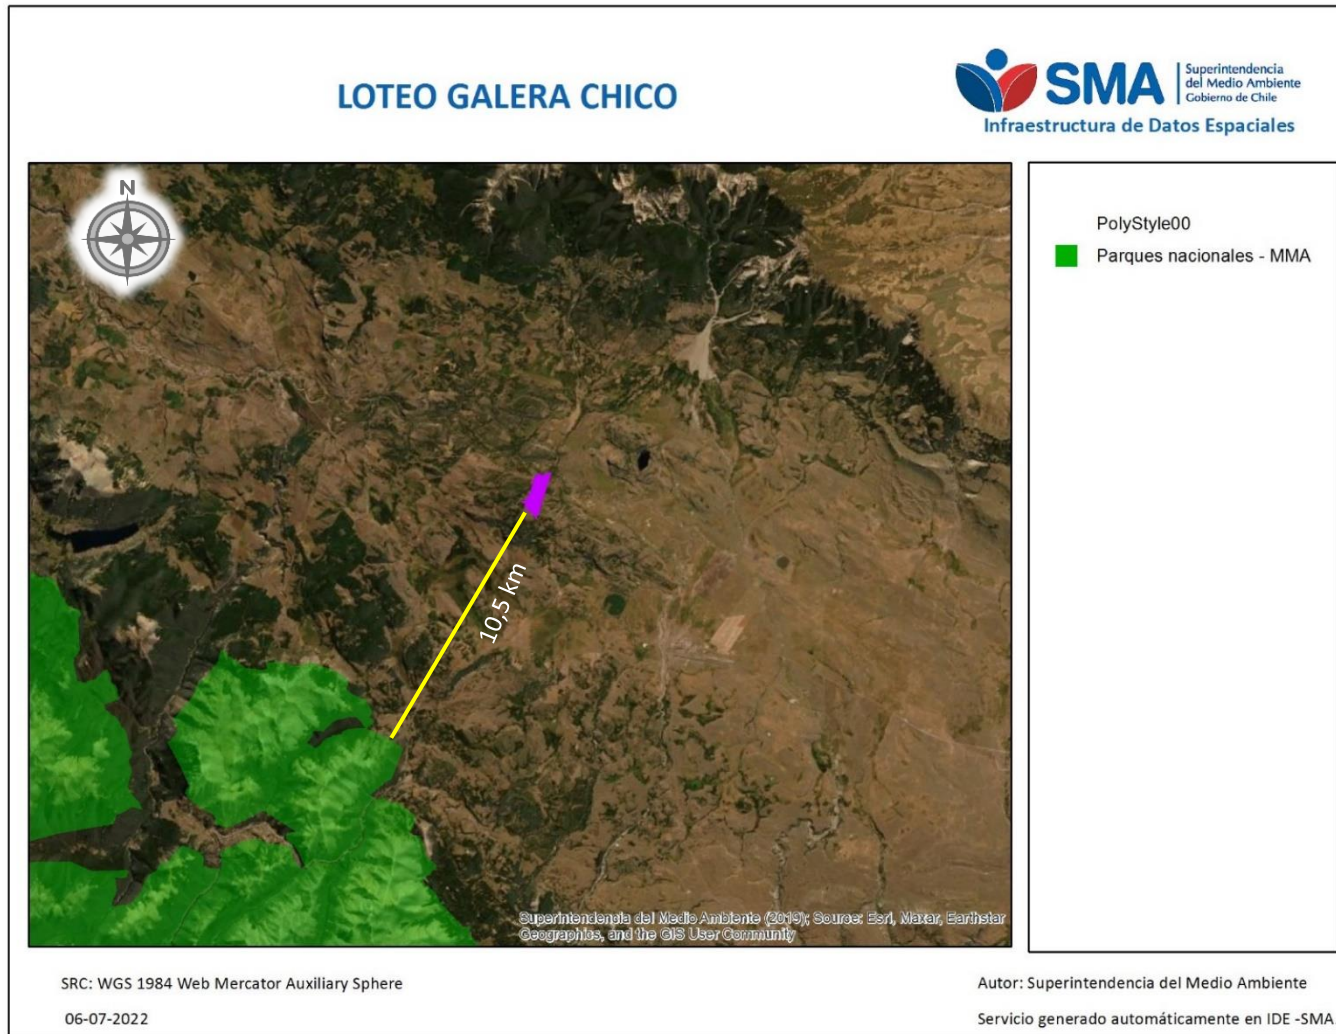 LOTEO GALERA CHICO
SMA
Superintendencia
del Medio Ambiente
Gobierno de Chile
Infraestructura de Datos Espaciales
N
PolyStyle00
Parques nacionales - MMA
10,5 km
Superintendencia del Medio Ambiente (2019); Source: Esri, Maxar, Earthstar
Geographics, and the GIS User Community
SRC: WGS 1984 Web Mercator Auxiliary Sphere
Autor: Superintendencia del Medio Ambiente
06-07-2022
Servicio generado automáticamente en IDE -SMA